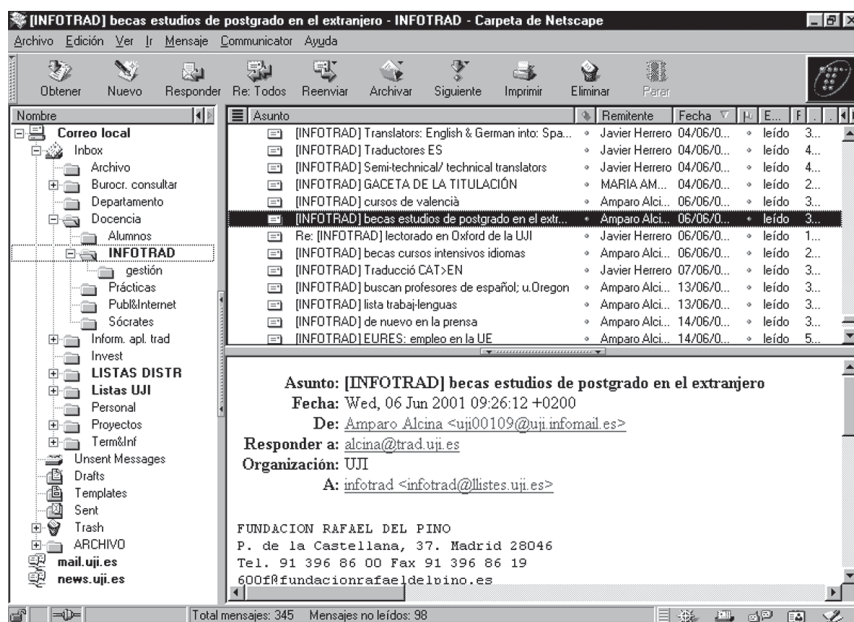 [INFOTRAD] becas estudios de postgrado en el extranjero - INFOTRAD - Carpeta de Netscape
Archivo Edición Ver Ir Mensaje Communicator Ayuda
Obtener Nuevo Responder Re: Todos Reenviar Archivar Siguiente Imprimir Eliminar Parar
Nombre
Correo local
Inbox
Archivo
Burocr. consultar
Departamento
Docencia
Alumnos
INFOTRAD
gestión
Prácticas
Publ&Internet
Sócrates
Inform. apl. trad
Invest
LISTAS DISTR
Listas UJI
Personal
Proyectos
Term&Inf
Unsent Messages
Drafts
Templates
Sent
Trash
ARCHIVO
mail.uji.es
news.uji.es
Asunto Remitente Fecha E... F
[INFOTRAD] Translators: English & German into: Spa... Javier Herrero 04/06/0... leído 3...
[INFOTRAD] Traductores ES Javier Herrero 04/06/0... leído 4...
[INFOTRAD] Semi-technical/ technical translators Javier Herrero 04/06/0... leído 4...
[INFOTRAD] GACETA DE LA TITULACIÓN MARIA AM... 04/06/0... leído 2...
[INFOTRAD] cursos de valencià Amparo Alci... 06/06/0... leído 3...
[INFOTRAD] becas estudios de postgrado en el extr... Amparo Alci... 06/06/0... leído 3...
Re: [INFOTRAD] lectorado en Oxford de la UJI Javier Herrero 06/06/0... leído 1...
[INFOTRAD] becas cursos intensivos idiomas Amparo Alci... 06/06/0... leído 2...
[INFOTRAD] Traducció CAT>EN Javier Herrero 07/06/0... leído 3...
[INFOTRAD] buscan profesores de español; u.Oregon Amparo Alci... 13/06/0... leído 3...
[INFOTRAD] lista trabaj-lenguas Amparo Alci... 13/06/0... leído 3...
[INFOTRAD] de nuevo en la prensa Amparo Alci... 14/06/0... leído 3...
[INFOTRAD] EURES: empleo en la UE Amparo Alci... 14/06/0... leído 5...
Asunto: [INFOTRAD] becas estudios de postgrado en el extranjero
Fecha: Wed, 06 Jun 2001 09:26:12 +0200
De: Amparo Alcina <uji00109@uji.infomail.es>
Responder a: alcina@trad.uji.es
Organización: UJI
A: infotrad <infotrad@llistes.uji.es>
FUNDACION RAFAEL DEL PINO
P. de la Castellana, 37. Madrid 28046
Tel. 91 396 86 00 Fax 91 396 86 19
600f@fundacionrafaeldelpino.es
Total mensajes: 345 Mensajes no leídos: 98